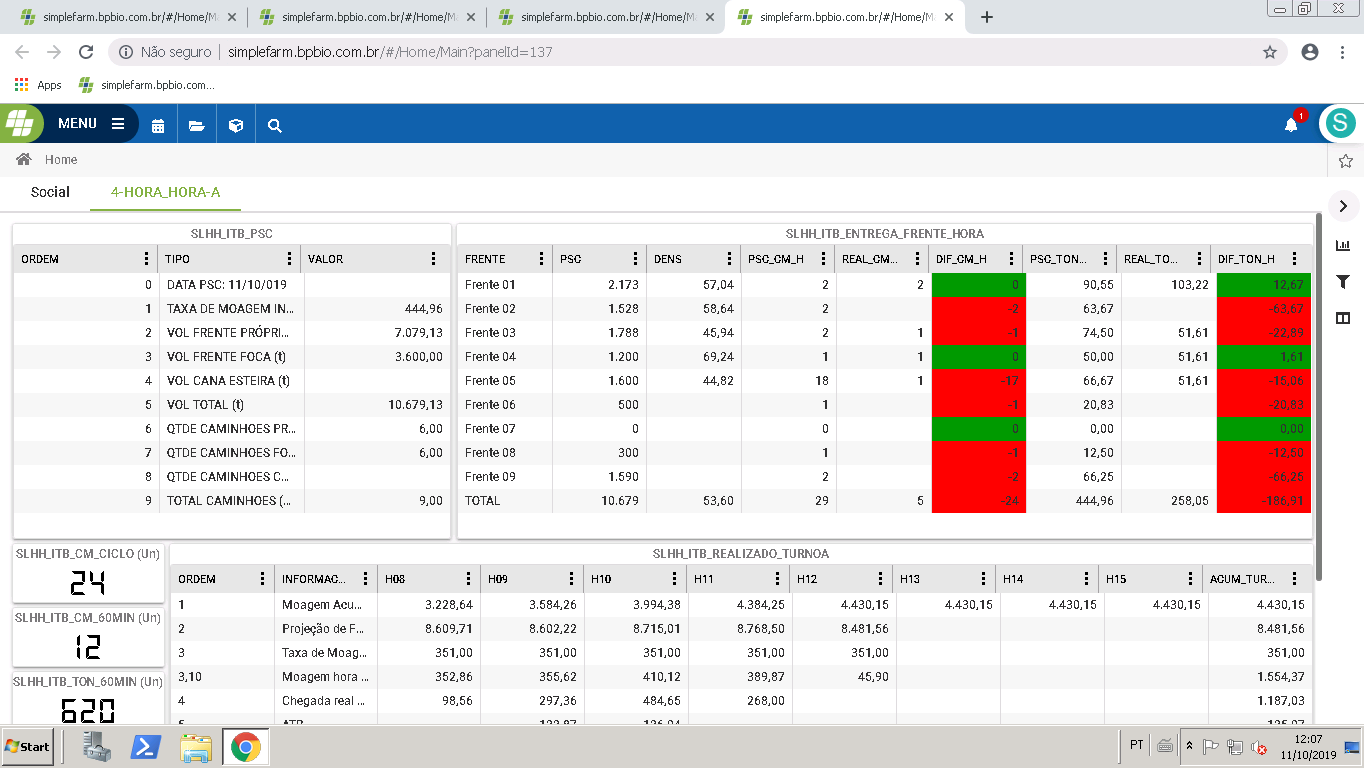 simplefarm.bpbio.com.br/#/Home/M simplefarm.bpbio.com.br/#/Home/M simplefarm.bpbio.com.br/#/Home/M simplefarm.bpbio.com.br/#/Home/M
Não seguro simplefarm.bpbio.com.br/#/Home/Main?panelId=137
Apps simplefarm.bpbio.com....
MENU 1 S
Home
Social 4-HORA_HORA-A
SLHH_ITB_PSC
ORDEM TIPO VALOR
0 DATA PSC: 11/10/019
1 TAXA DE MOAGEM IN... 444,96
2 VOL FRENTE PRÓPRI... 7.079,13
3 VOL FRENTE FOCA (t) 3.600,00
4 VOL CANA ESTEIRA (t)
5 VOL TOTAL (t) 10.679,13
6 QTDE CAMINHOES PR... 6,00
7 QTDE CAMINHOES FO... 6,00
8 QTDE CAMINHOES C...
9 TOTAL CAMINHOES (... 9,00
SLHH_ITB_ENTREGA_FRENTE_HORA
FRENTE PSC DENS PSC_CM_H REAL_CM... DIF_CM_H PSC_TON... REAL_TO... DIF_TON_H
Frente 01 2.173 57,04 2 2 0 90,55 103,22 12,67
Frente 02 1.528 58,64 2 -2 63,67 -63,67
Frente 03 1.788 45,94 2 1 -1 74,50 51,61 -22,89
Frente 04 1.200 69,24 1 1 0 50,00 51,61 1,61
Frente 05 1.600 44,82 18 1 -17 66,67 51,61 -15,06
Frente 06 500 1 -1 20,83 -20,83
Frente 07 0 0 0 0,00 0,00
Frente 08 300 1 -1 12,50 -12,50
Frente 09 1.590 2 -2 66,25 -66,25
TOTAL 10.679 53,60 29 5 -24 444,96 258,05 -186,91
SLHH_ITB_CM_CICLO (Un)
24
SLHH_ITB_CM_60MIN (Un)
12
SLHH_ITB_TON_60MIN (Un)
620
SLHH_ITB_REALIZADO_TURNOA
ORDEM INFORMAC... H08 H09 H10 H11 H12 H13 H14 H15 ACUM_TUR...
1 Moagem Acu... 3.228,64 3.584,26 3.994,38 4.384,25 4.430,15 4.430,15 4.430,15 4.430,15 4.430,15
2 Projeção de F... 8.609,71 8.602,22 8.715,01 8.768,50 8.481,56 8.481,56
3 Taxa de Moag... 351,00 351,00 351,00 351,00 351,00 351,00
3,10 Moagem hora ... 352,86 355,62 410,12 389,87 45,90 1.554,37
4 Chegada real ... 98,56 297,36 484,65 268,00 1.187,03
Start PT 12:07
11/10/2019